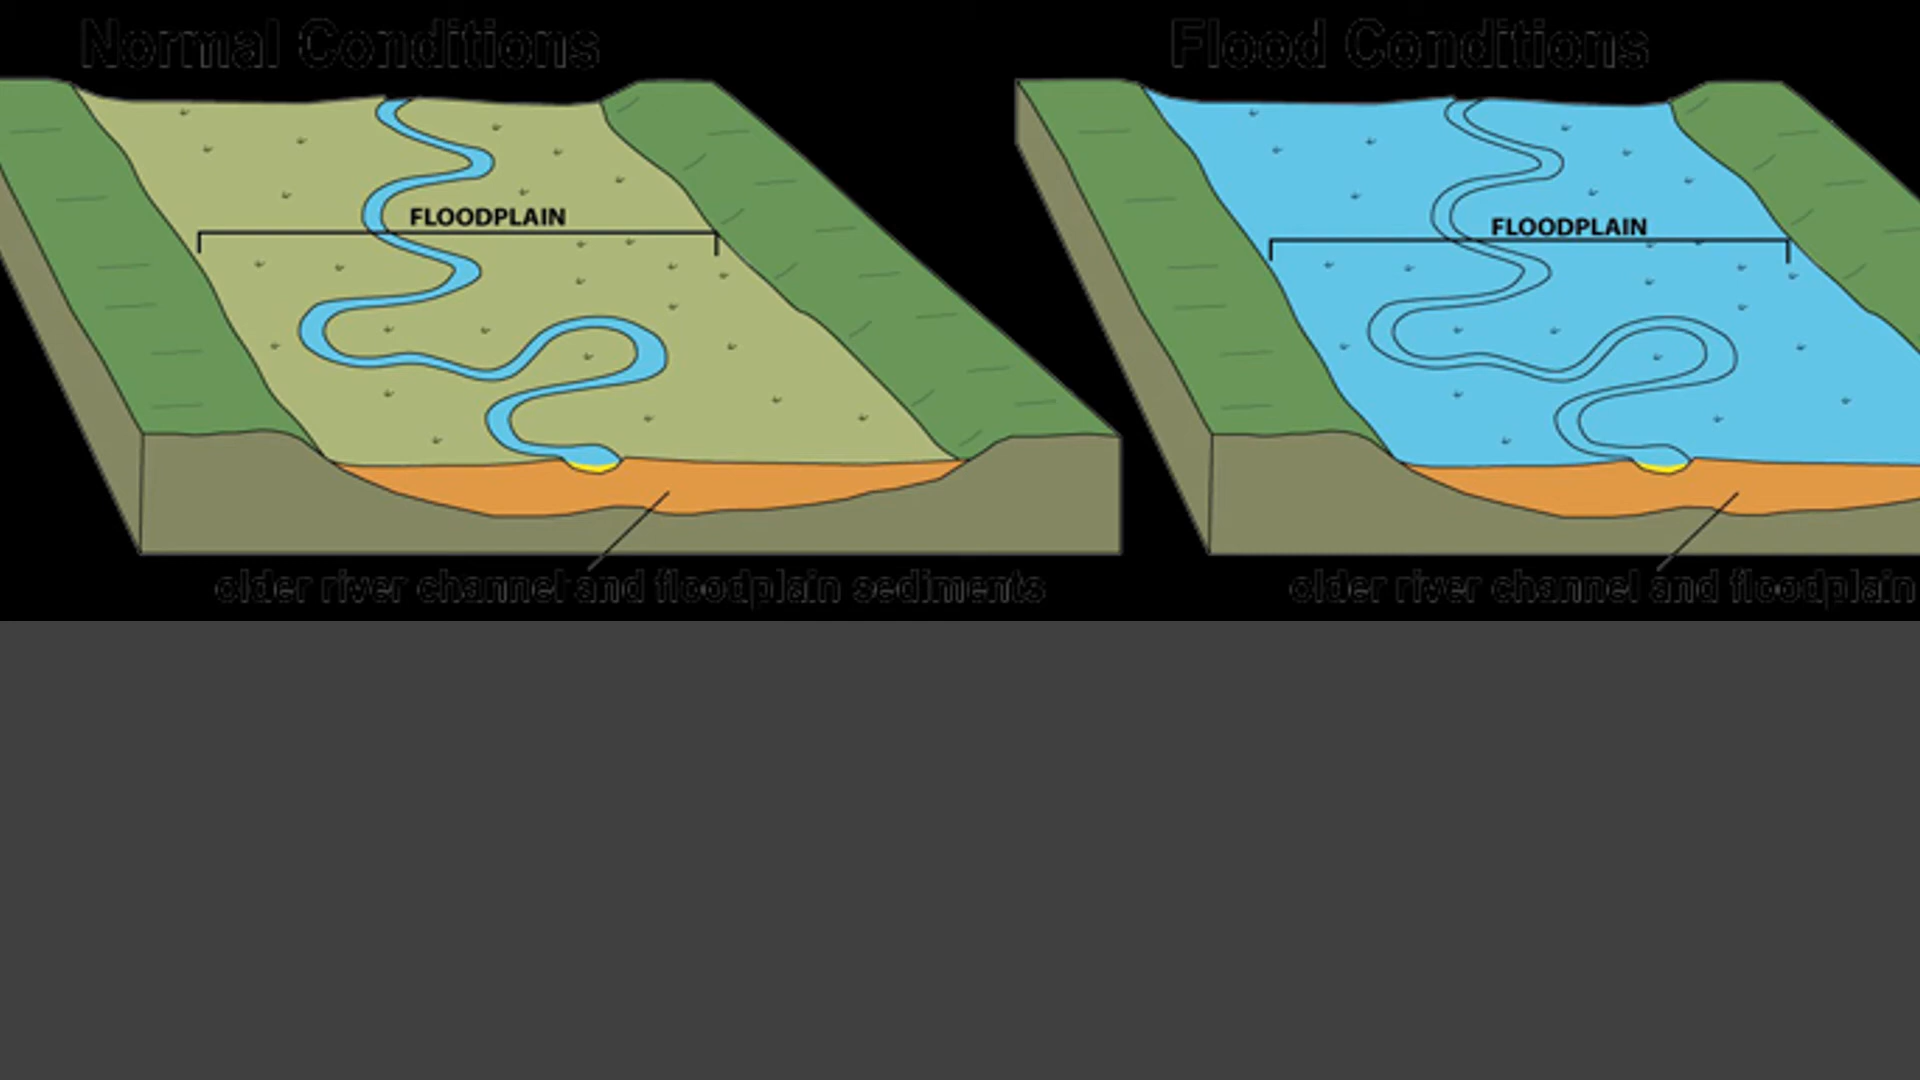 Normal Conditions
Flood Conditions
FLOODPLAIN
FLOODPLAIN
older river channel and floodplain sediments
older river channel and floodplain